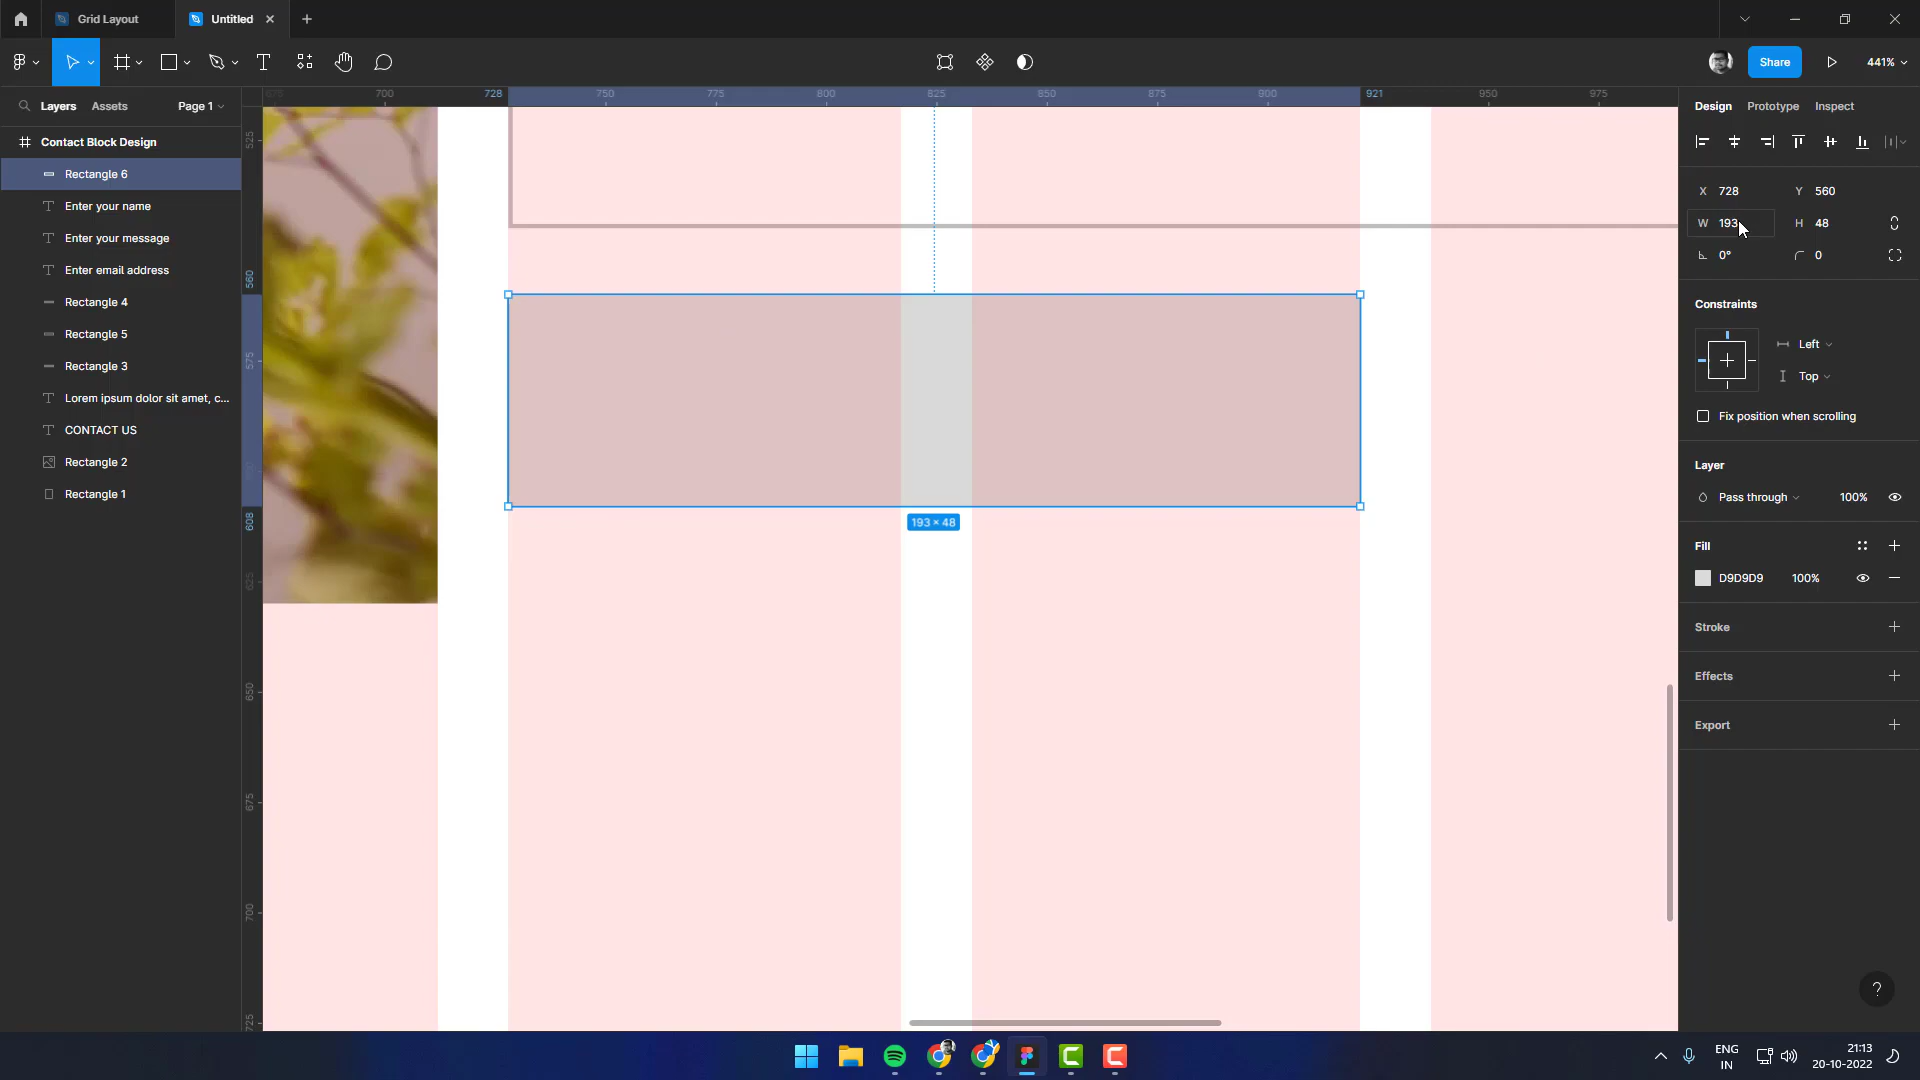 Grid Layout
Untitled
Share
441%
Layers
Assets
Page 1
Design
Prototype
Inspect
675
700
728
750
775
800
825
850
875
900
921
950
975
Contact Block Design
Rectangle 6
Enter your name
Enter your message
Enter email address
Rectangle 4
Rectangle 5
Rectangle 3
Lorem ipsum dolor sit amet, c...
CONTACT US
Rectangle 2
Rectangle 1
525
560
575
608
625
650
675
700
725
193 × 48
X 728
Y 560
W 193
H 48
0°
0
Constraints
Left
Top
Fix position when scrolling
Layer
Pass through
100%
Fill
D9D9D9
100%
Stroke
Effects
Export
?
ENG
IN
21:13
20-10-2022